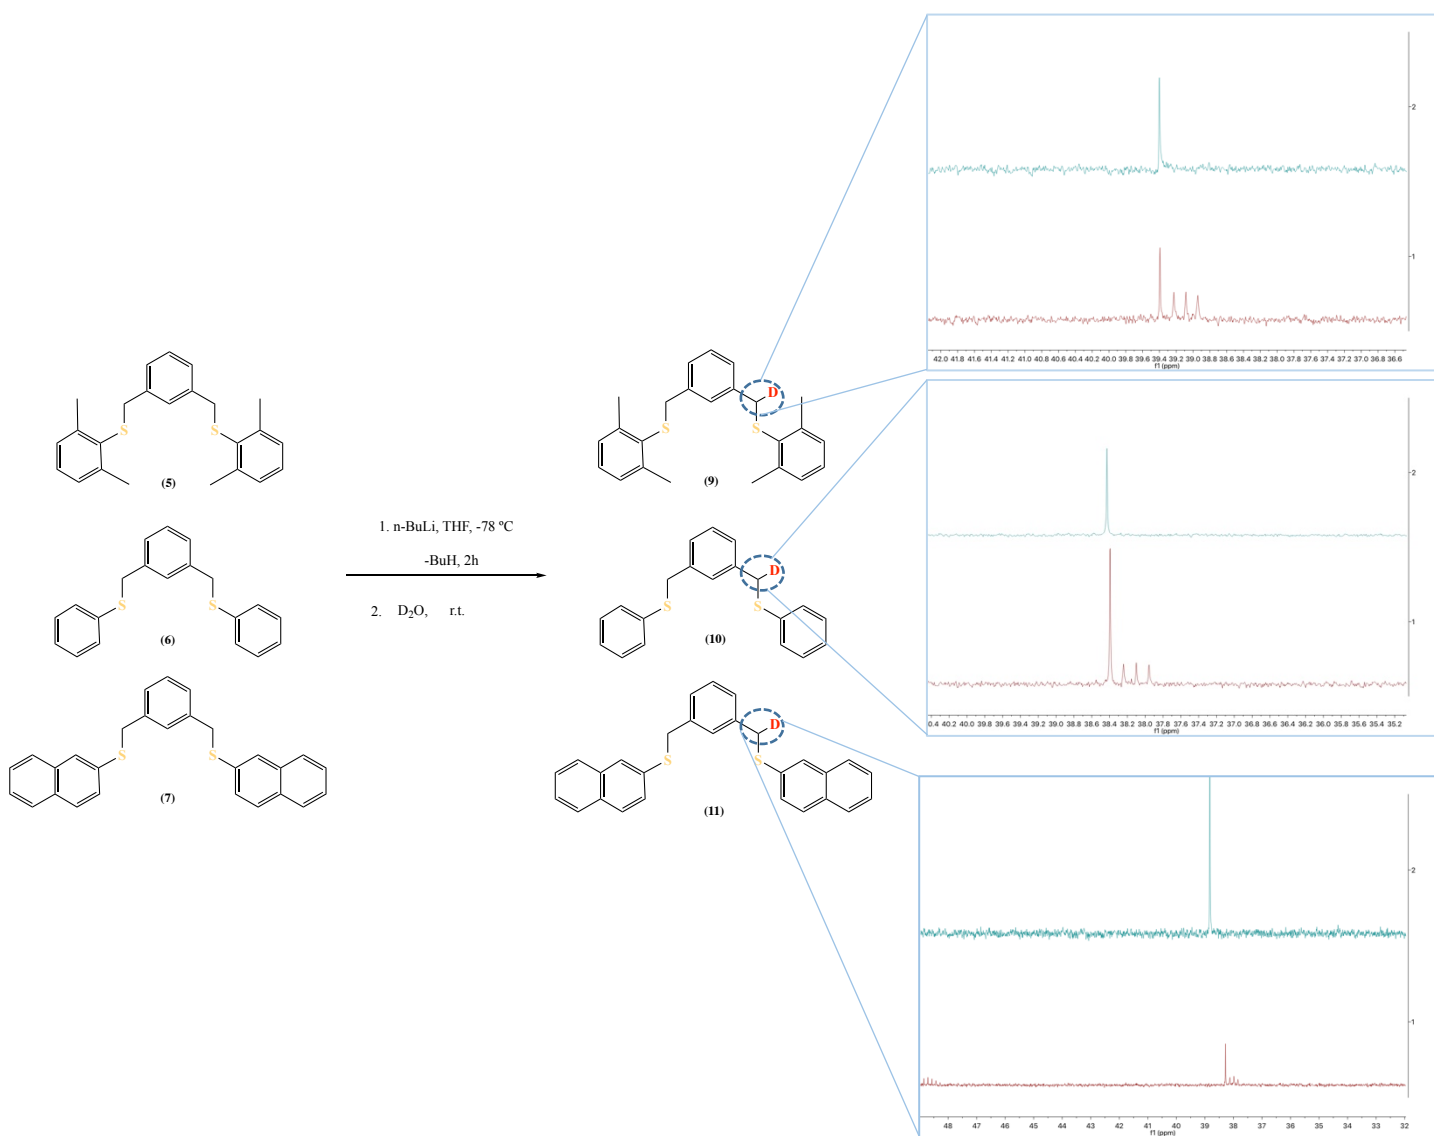 2
1
42.0 41.8 41.6 41.4 41.2 41.0 40.8 40.6 40.4 40.2 40.0 39.8 39.6 39.4 39.2 39.0 38.8 38.6 38.4 38.2 38.0 37.8 37.6 37.4 37.2 37.0 36.8 36.6
f1 (ppm)
S
S
(5)
D
S
S
(9)
1. n-BuLi, THF, -78 ºC
-BuH, 2h
2. D₂O, r.t.
S
S
(6)
D
S
S
(10)
2
1
0.4 40.2 40.0 39.8 39.6 39.4 39.2 39.0 38.8 38.6 38.4 38.2 38.0 37.8 37.6 37.4 37.2 37.0 36.8 36.6 36.4 36.2 36.0 35.8 35.6 35.4 35.2
f1 (ppm)
S
S
(7)
D
S
S
(11)
2
1
48 47 46 45 44 43 42 41 40 39 38 37 36 35 34 33 32
f1 (ppm)